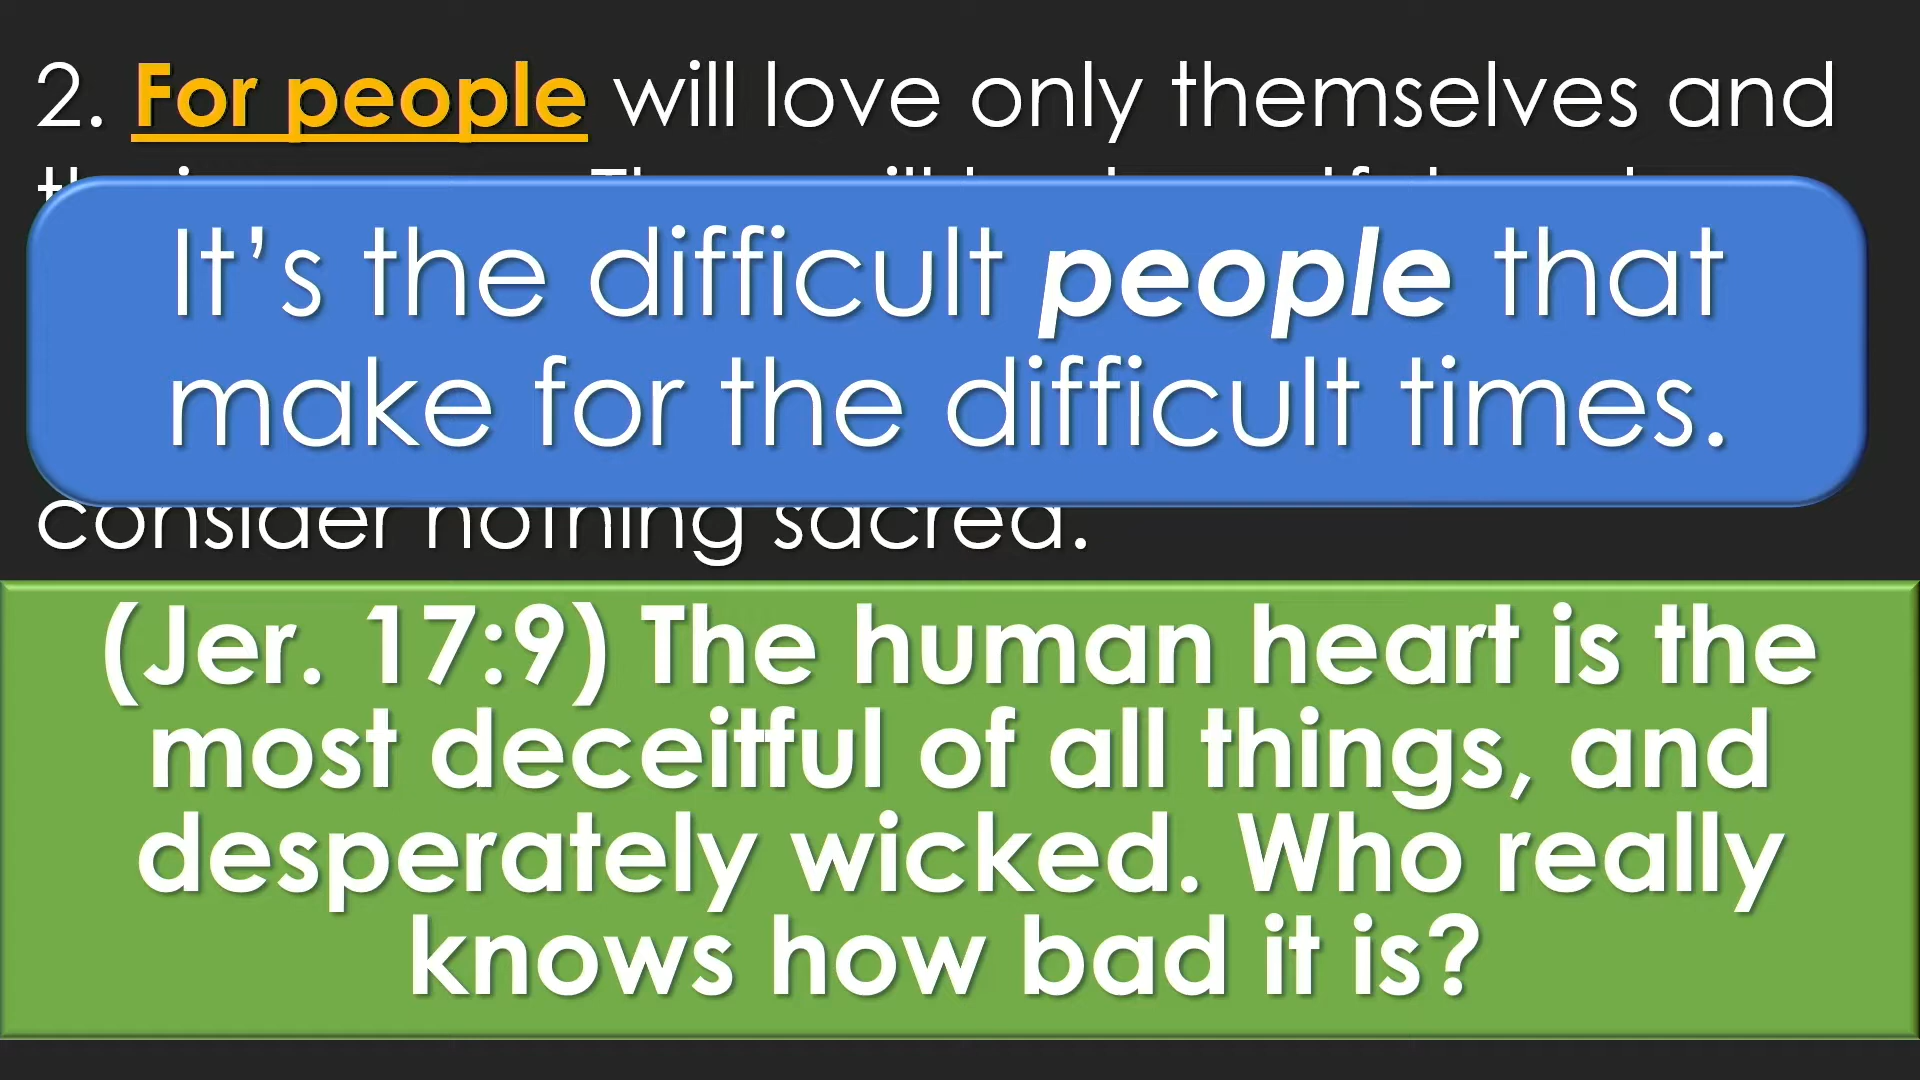 2. For people will love only themselves and
It’s the difficult people that
make for the difficult times.
consider nothing sacred.
(Jer. 17:9) The human heart is the
most deceitful of all things, and
desperately wicked. Who really
knows how bad it is?